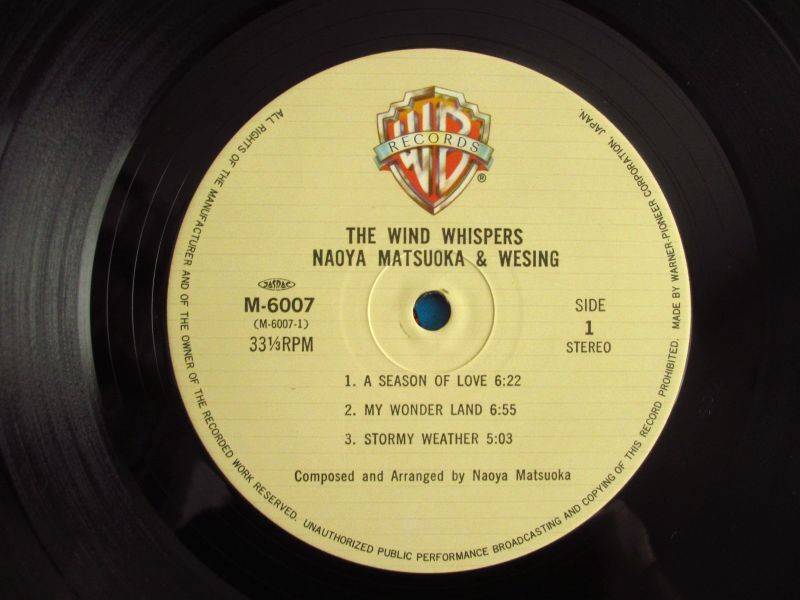 WB
RECORDS
®
THE WIND WHISPERS
NAOYA MATSUOKA & WESING
JASRAC
M-6007
(M-6007-1)
33⅓RPM
SIDE
1
STEREO
1. A SEASON OF LOVE 6:22
2. MY WONDER LAND 6:55
3. STORMY WEATHER 5:03
Composed and Arranged by Naoya Matsuoka
ALL RIGHTS OF THE MANUFACTURER AND OF THE OWNER OF THE RECORDED WORK RESERVED. UNAUTHORIZED PUBLIC PERFORMANCE BROADCASTING AND COPYING OF THIS RECORD PROHIBITED. MADE BY WARNER-PIONEER CORPORATION, JAPAN.